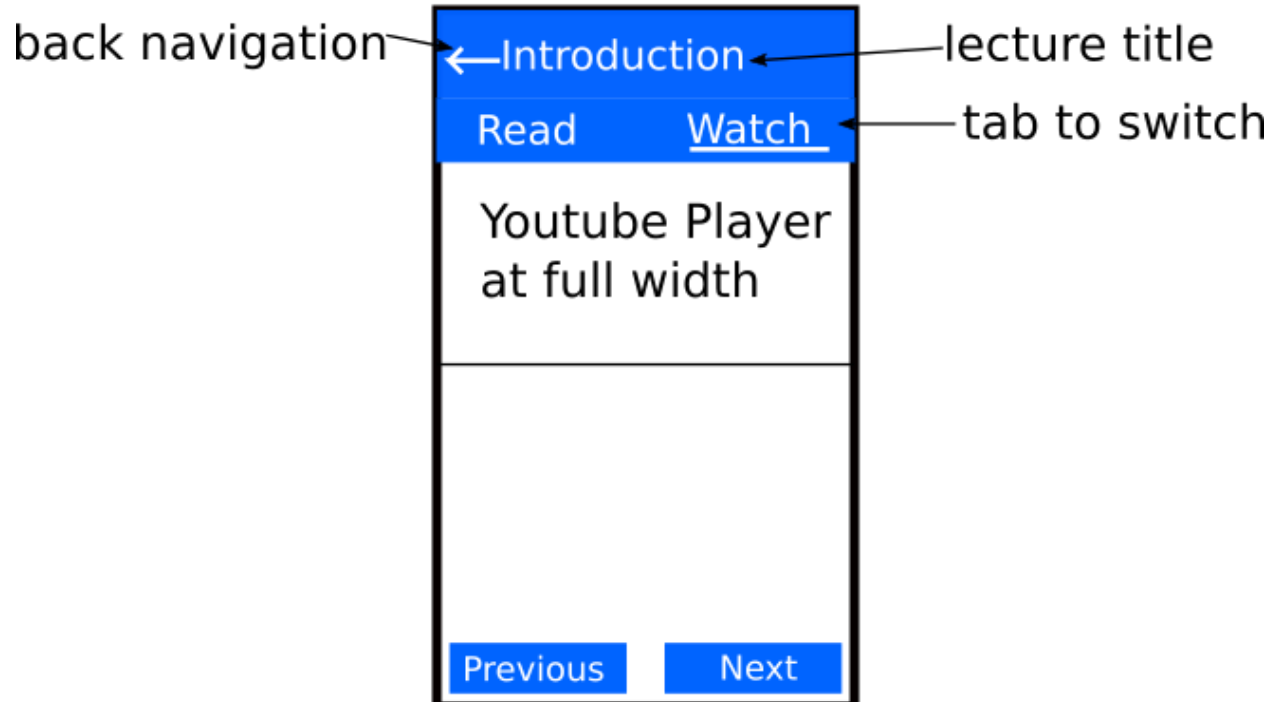 back navigation
Introduction
lecture title
Read
Watch
tab to switch
Youtube Player
at full width
Previous
Next